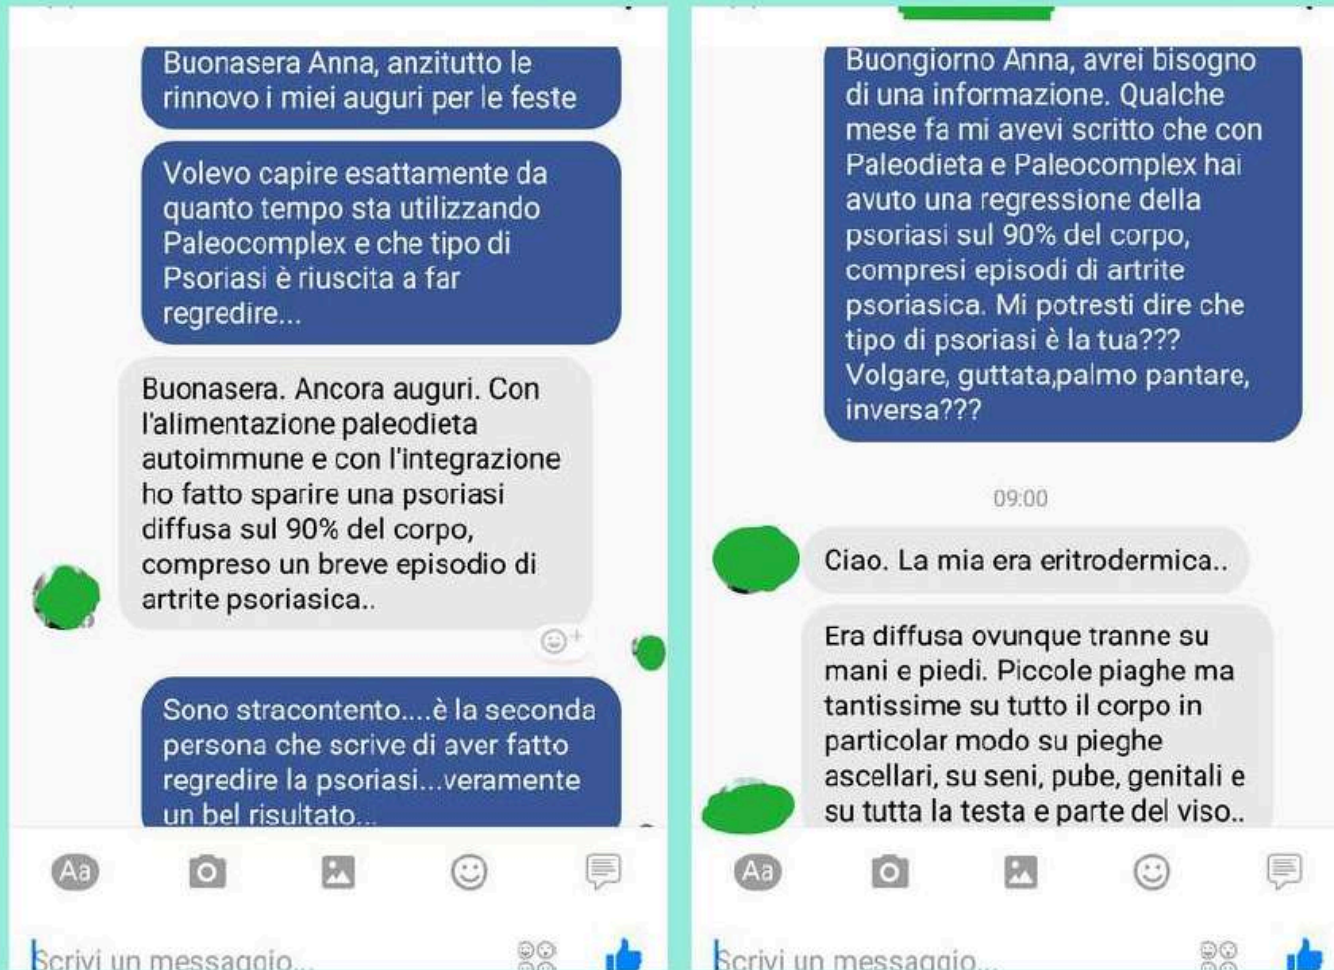 Buonasera Anna, anzitutto le
rinnovo i miei auguri per le feste
Volevo capire esattamente da
quanto tempo sta utilizzando
Paleocomplex e che tipo di
Psoriasi è riuscita a far
regredire...
Buonasera. Ancora auguri. Con
l'alimentazione paleodieta
autoimmune e con l'integrazione
ho fatto sparire una psoriasi
diffusa sul 90% del corpo,
compreso un breve episodio di
artrite psoriasica..
Sono stracontento....è la seconda
persona che scrive di aver fatto
regredire la psoriasi...veramente
un bel risultato...
Aa
Scrivi un messaggio...
Buongiorno Anna, avrei bisogno
di una informazione. Qualche
mese fa mi avevi scritto che con
Paleodieta e Paleocomplex hai
avuto una regressione della
psoriasi sul 90% del corpo,
compresi episodi di artrite
psoriasica. Mi potresti dire che
tipo di psoriasi è la tua???
Volgare, guttata,palmo pantare,
inversa???
09:00
Ciao. La mia era eritrodermica..
Era diffusa ovunque tranne su
mani e piedi. Piccole piaghe ma
tantissime su tutto il corpo in
particolar modo su pieghe
ascellari, su seni, pube, genitali e
su tutta la testa e parte del viso..
Aa
Scrivi un messaggio...